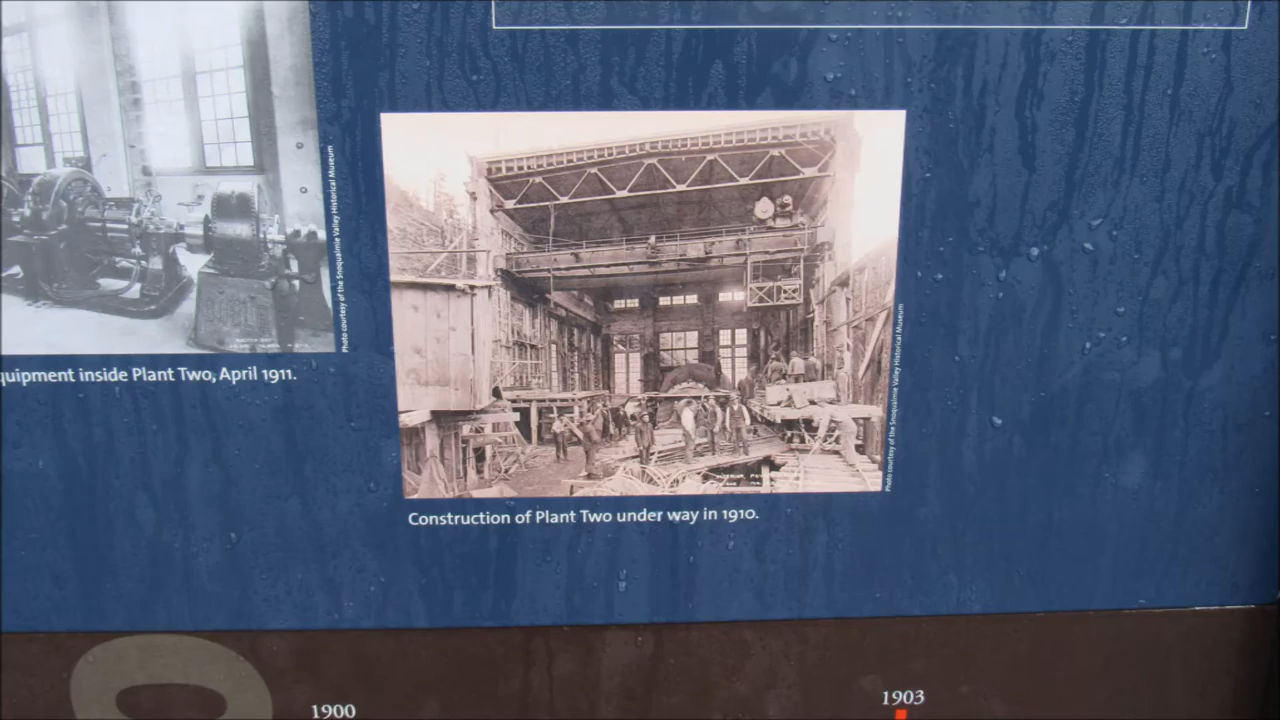 Photo courtesy of the Snoqualmie Valley Historical Museum
quipment inside Plant Two, April 1911.
Photo courtesy of the Snoqualmie Valley Historical Museum
Construction of Plant Two under way in 1910.
1900
1903